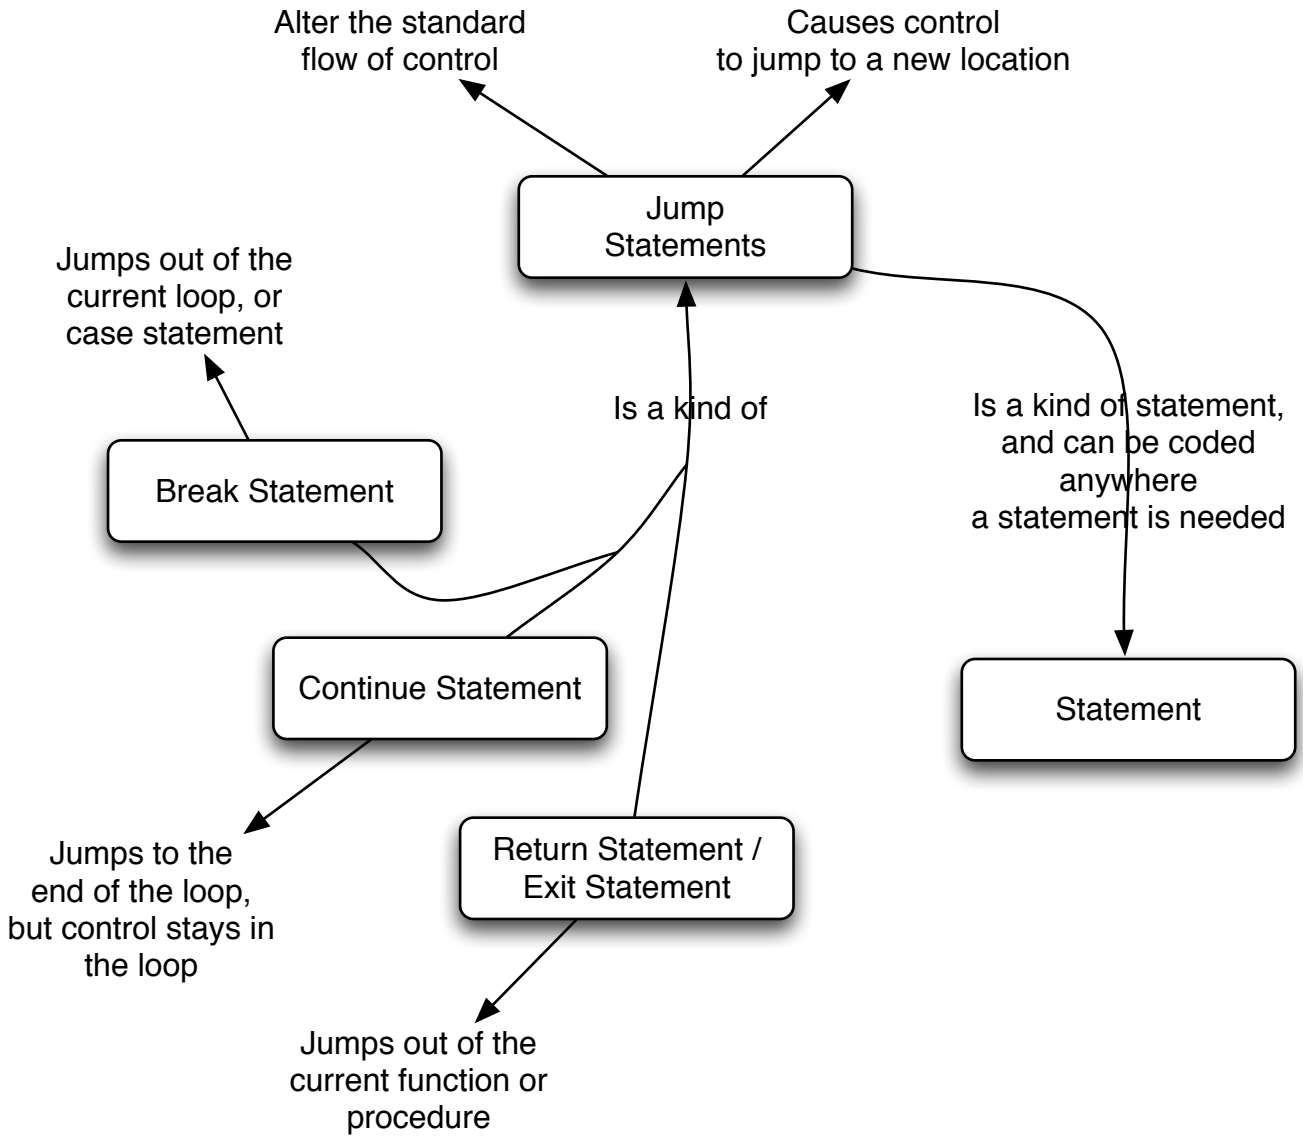 Alter the standard
flow of control
Causes control
to jump to a new location
Jump
Statements
Jumps out of the
current loop, or
case statement
Is a kind of
Is a kind of statement,
and can be coded
anywhere
a statement is needed
Break Statement
Continue Statement
Statement
Jumps to the
end of the loop,
but control stays in
the loop
Return Statement /
Exit Statement
Jumps out of the
current function or
procedure